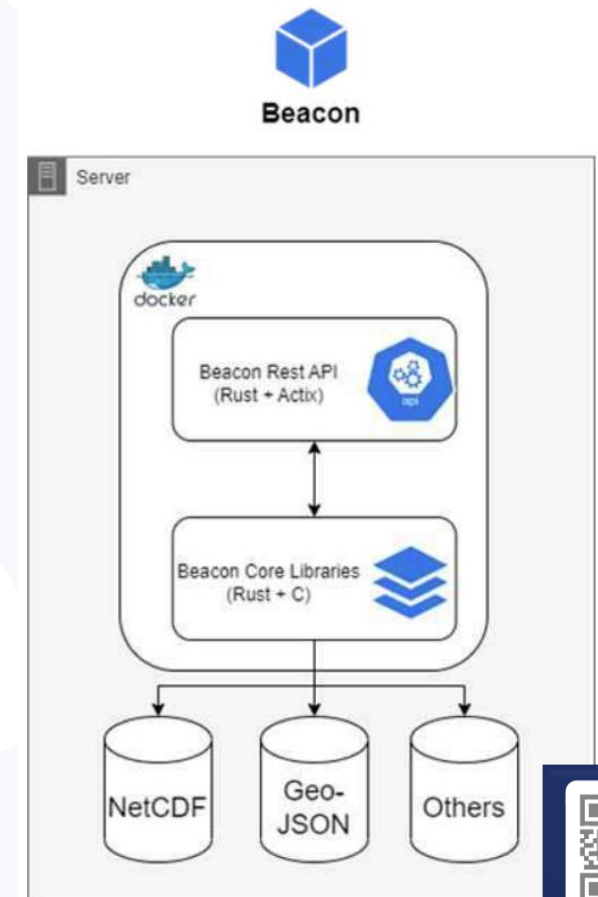 Beacon
Server
docker
Beacon Rest API
(Rust + Actix)
api
Beacon Core Libraries
(Rust + C)
NetCDF
Geo-
JSON
Others